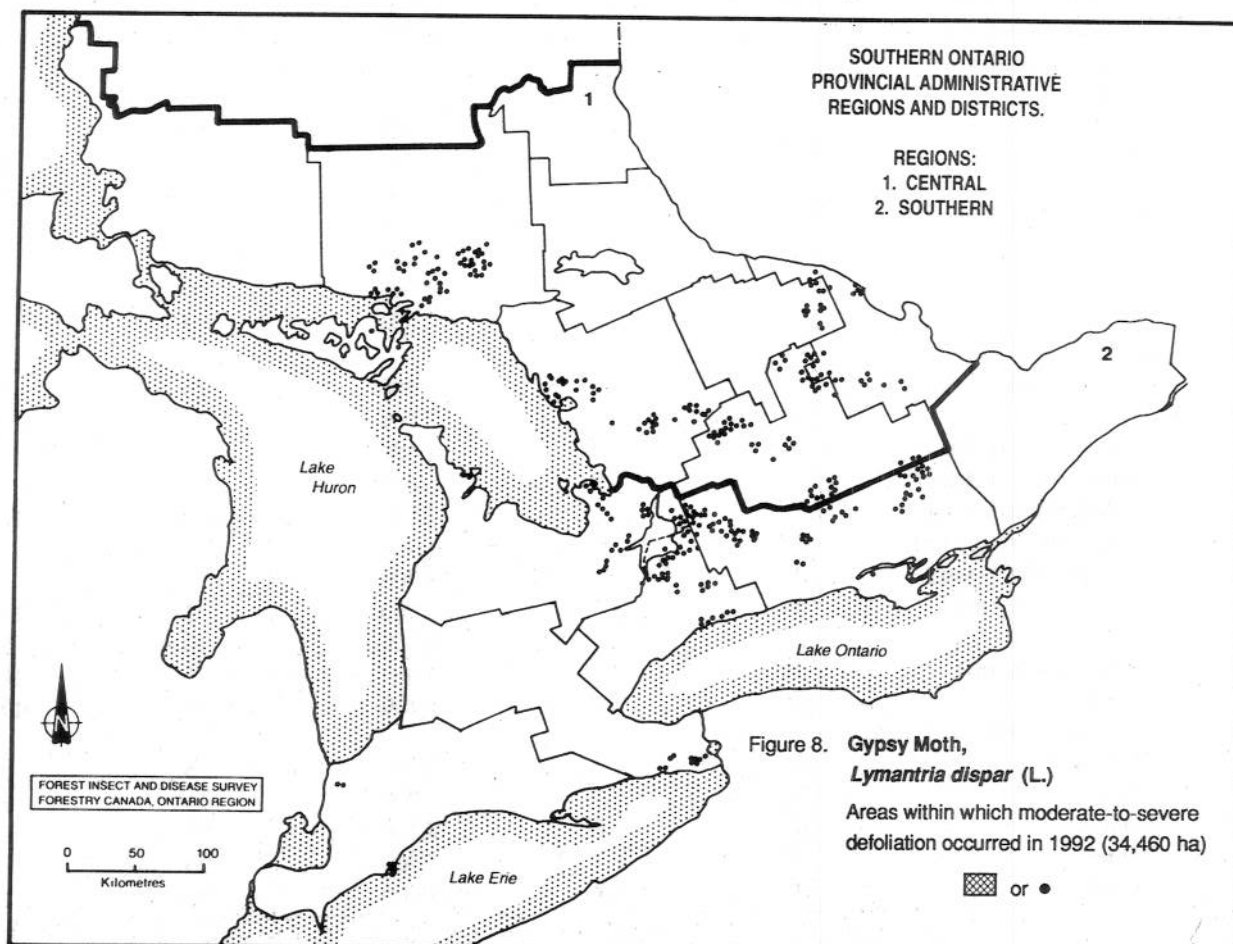 SOUTHERN ONTARIO
PROVINCIAL ADMINISTRATIVE
REGIONS AND DISTRICTS.
REGIONS:
1. CENTRAL
2. SOUTHERN
1
2
Lake
Huron
Lake Ontario
Lake Erie
N
FOREST INSECT AND DISEASE SURVEY
FORESTRY CANADA, ONTARIO REGION
0 50 100
Kilometres
Figure 8. Gypsy Moth,
Lymantria dispar (L.)
Areas within which moderate-to-severe
defoliation occurred in 1992 (34,460 ha)
or